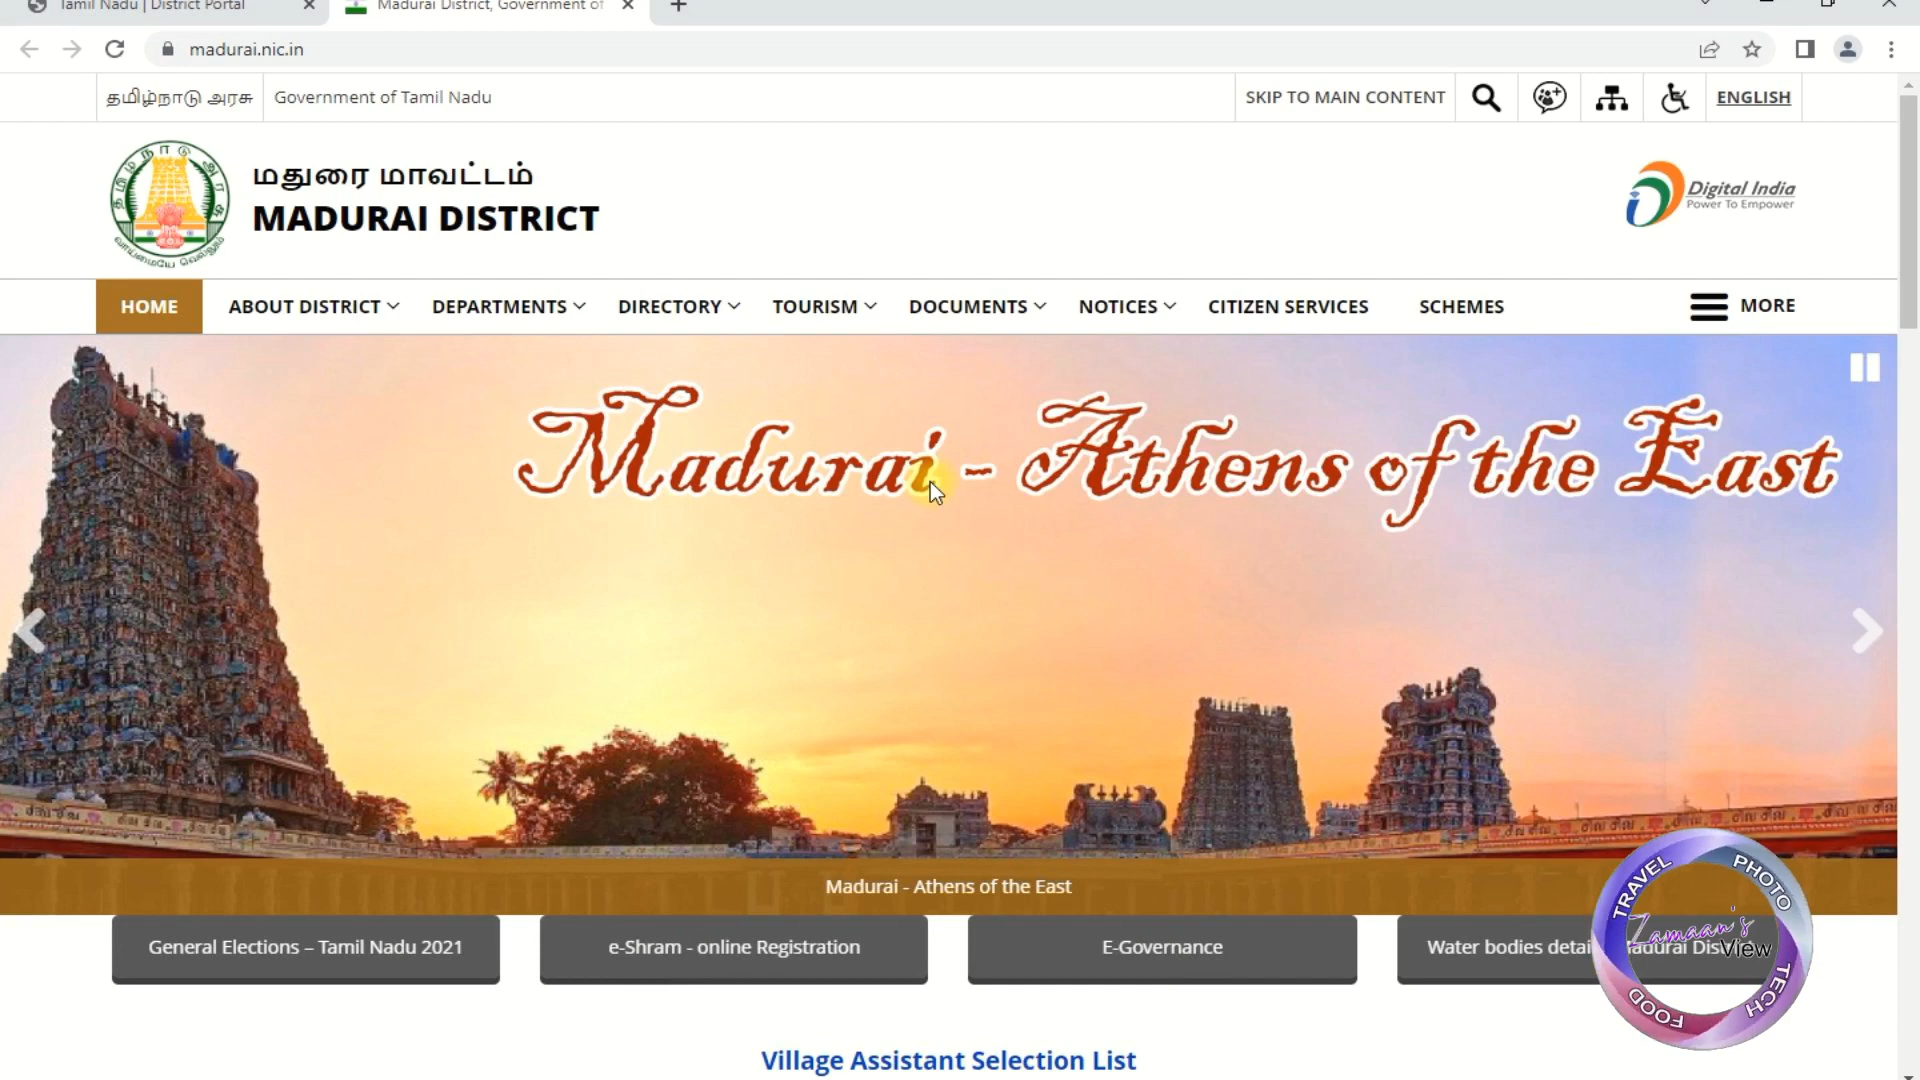 Tamil Nadu | District Portal
Madurai District, Government of
madurai.nic.in
தமிழ்நாடு அரசு
Government of Tamil Nadu
SKIP TO MAIN CONTENT
ENGLISH
மதுரை மாவட்டம்
MADURAI DISTRICT
Digital India
Power To Empower
HOME
ABOUT DISTRICT
DEPARTMENTS
DIRECTORY
TOURISM
DOCUMENTS
NOTICES
CITIZEN SERVICES
SCHEMES
MORE
Madurai - Athens of the East
Madurai - Athens of the East
General Elections – Tamil Nadu 2021
e-Shram - online Registration
E-Governance
Water bodies detai
adurai Dis
TRAVEL
PHOTO
Zamaan's
View
FOOD
TECH
Village Assistant Selection List